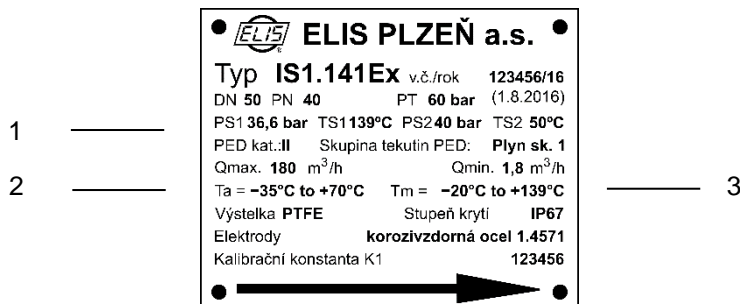 ELIS ELIS PLZEŇ a.s.
Typ IS1.141Ex v.č./rok 123456/16
DN 50 PN 40 PT 60 bar (1.8.2016)
1
PS1 36,6 bar TS1 139ºC PS2 40 bar TS2 50ºC
PED kat.:II Skupina tekutin PED: Plyn sk. 1
Qmax. 180 m³/h Qmin. 1,8 m³/h
2 Ta = −35°C to +70°C Tm = −20°C to +139°C 3
Výstelka PTFE Stupeň krytí IP67
Elektrody korozivzdorná ocel 1.4571
Kalibrační konstanta K1 123456